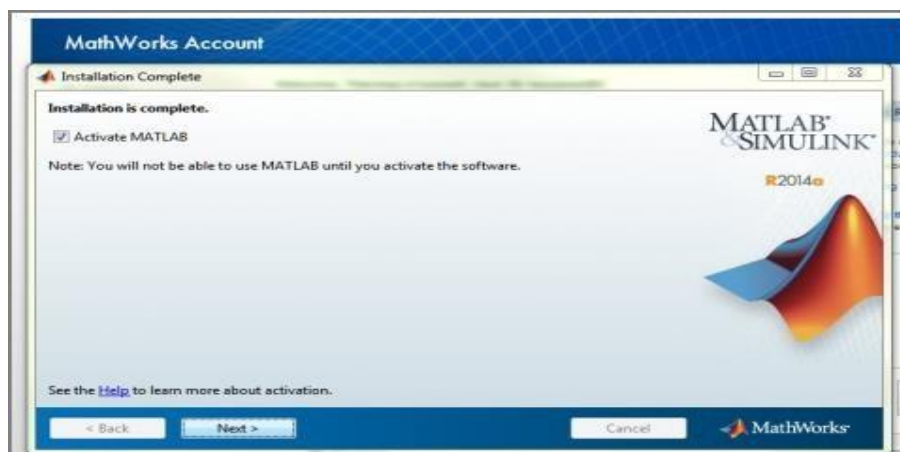 MathWorks Account
Installation Complete
Installation is complete.
Activate MATLAB
Note: You will not be able to use MATLAB until you activate the software.
MATLAB®
&SIMULINK®
R2014a
See the Help to learn more about activation.
< Back
Next >
Cancel
MathWorks®